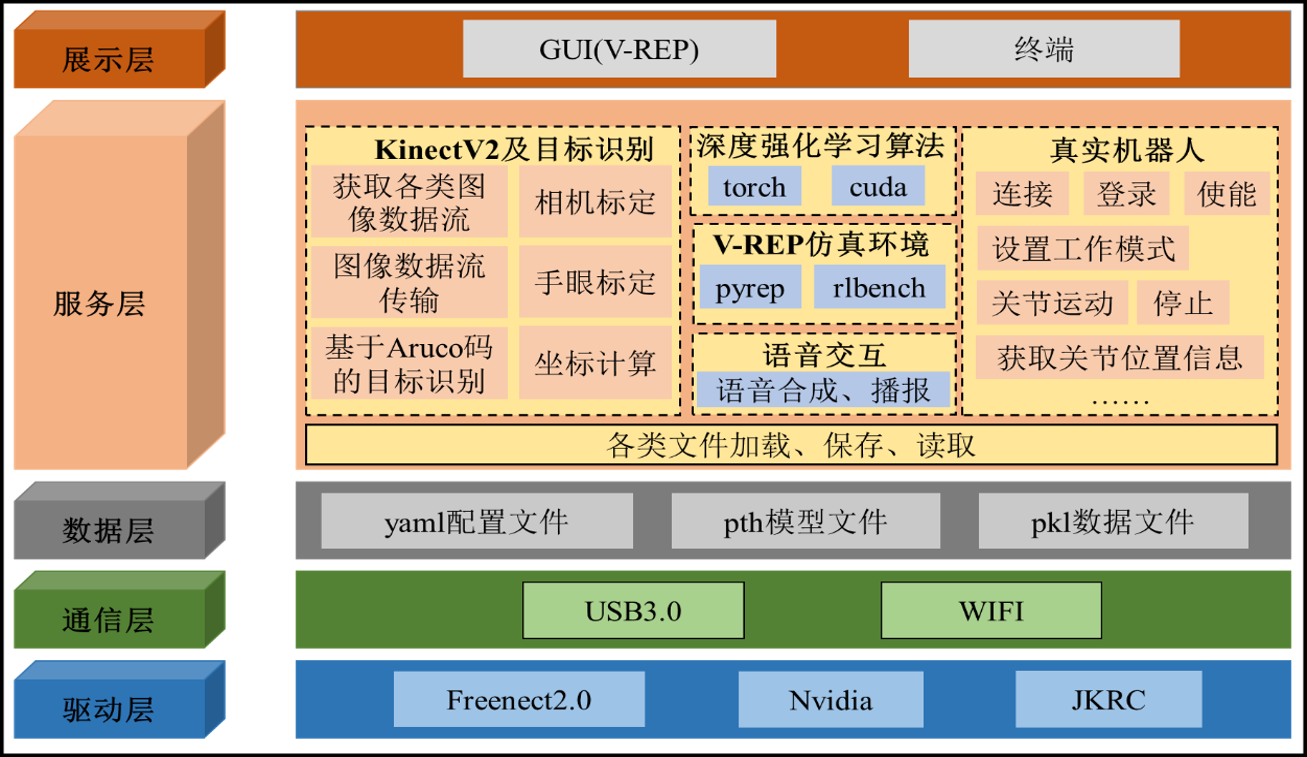 展示层
GUI(V-REP)
终端
服务层
KinectV2及目标识别
获取各类图
像数据流
相机标定
图像数据流
传输
手眼标定
基于Aruco码
的目标识别
坐标计算
深度强化学习算法
torch
cuda
V-REP仿真环境
pyrep
rlbench
语音交互
语音合成、播报
真实机器人
连接
登录
使能
设置工作模式
关节运动
停止
获取关节位置信息
……
各类文件加载、保存、读取
数据层
yaml配置文件
pth模型文件
pkl数据文件
通信层
USB3.0
WIFI
驱动层
Freenect2.0
Nvidia
JKRC